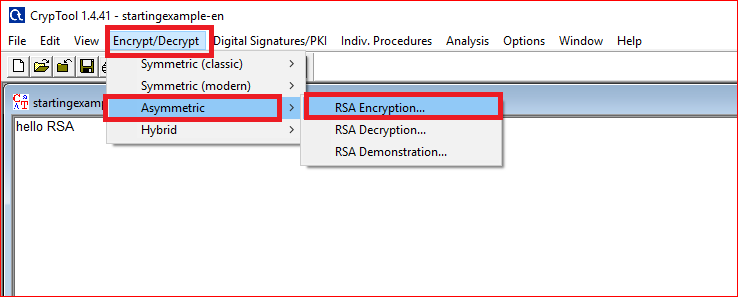 CrypTool 1.4.41 - startingexample-en
File Edit View Encrypt/Decrypt Digital Signatures/PKI Indiv. Procedures Analysis Options Window Help
Symmetric (classic)
Symmetric (modern)
startingexamp
Asymmetric
RSA Encryption...
hello RSA
Hybrid
RSA Decryption...
RSA Demonstration...